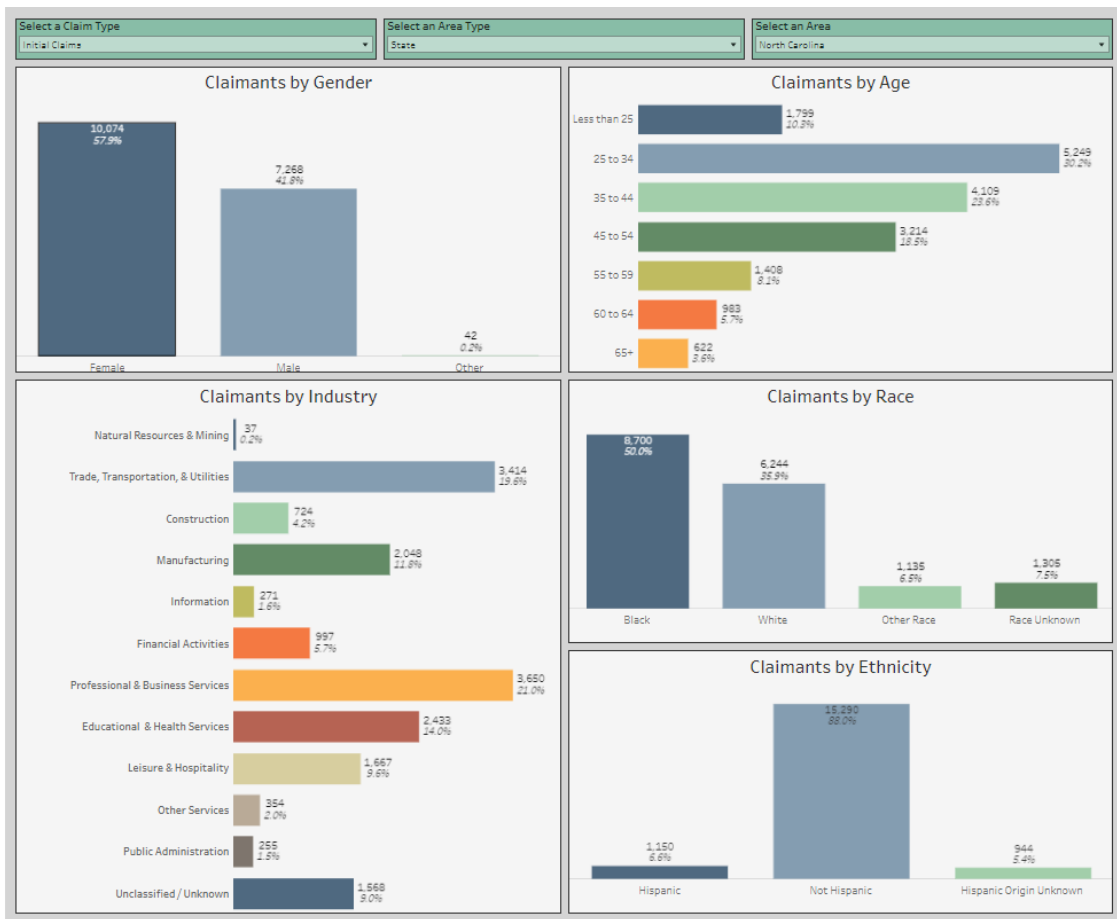 Select a Claim Type
Initial Claims
Select an Area Type
State
Select an Area
North Carolina
Claimants by Gender
10,074
57.9%
7,268
41.8%
42
0.2%
Female
Male
Other
Claimants by Age
Less than 25
1,799
10.3%
25 to 34
5,249
30.2%
35 to 44
4,109
23.6%
45 to 54
3,214
18.5%
55 to 59
1,408
8.1%
60 to 64
983
5.7%
65+
622
3.6%
Claimants by Industry
Natural Resources & Mining
37
0.2%
Trade, Transportation, & Utilities
3,414
19.6%
Construction
724
4.2%
Manufacturing
2,048
11.8%
Information
271
1.6%
Financial Activities
997
5.7%
Professional & Business Services
3,650
21.0%
Educational & Health Services
2,433
14.0%
Leisure & Hospitality
1,667
9.6%
Other Services
354
2.0%
Public Administration
255
1.5%
Unclassified / Unknown
1,568
9.0%
Claimants by Race
8,700
50.0%
6,244
35.9%
1,135
6.5%
1,305
7.5%
Black
White
Other Race
Race Unknown
Claimants by Ethnicity
1,150
6.6%
15,290
88.0%
944
5.4%
Hispanic
Not Hispanic
Hispanic Origin Unknown